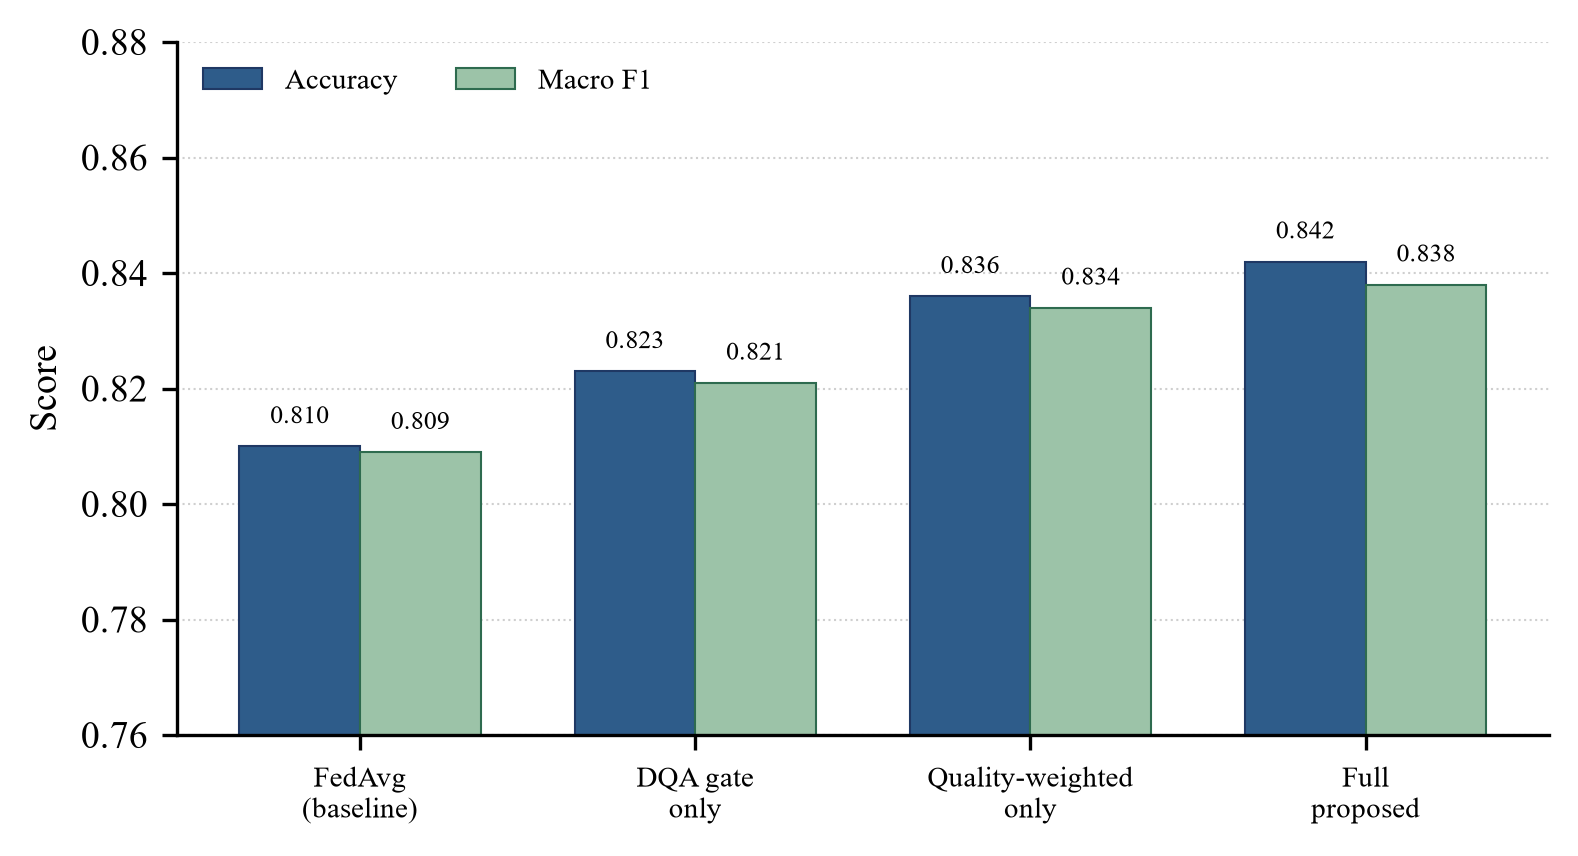 0.88
Accuracy
Macro F1
0.86
0.84
0.82
0.80
0.78
0.76
Score
0.810
0.809
0.823
0.821
0.836
0.834
0.842
0.838
FedAvg
(baseline)
DQA gate
only
Quality-weighted
only
Full
proposed